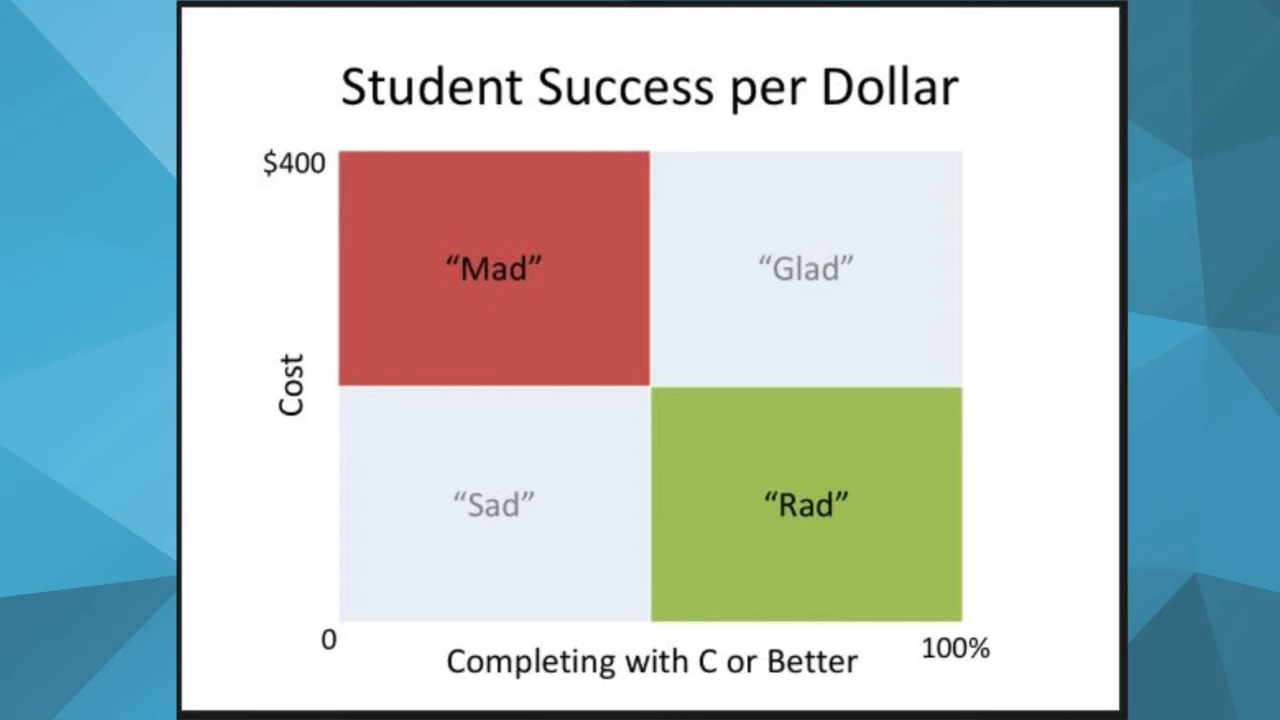 Student Success per Dollar
$400
“Mad”
“Glad”
Cost
“Sad”
“Rad”
0
Completing with C or Better
100%